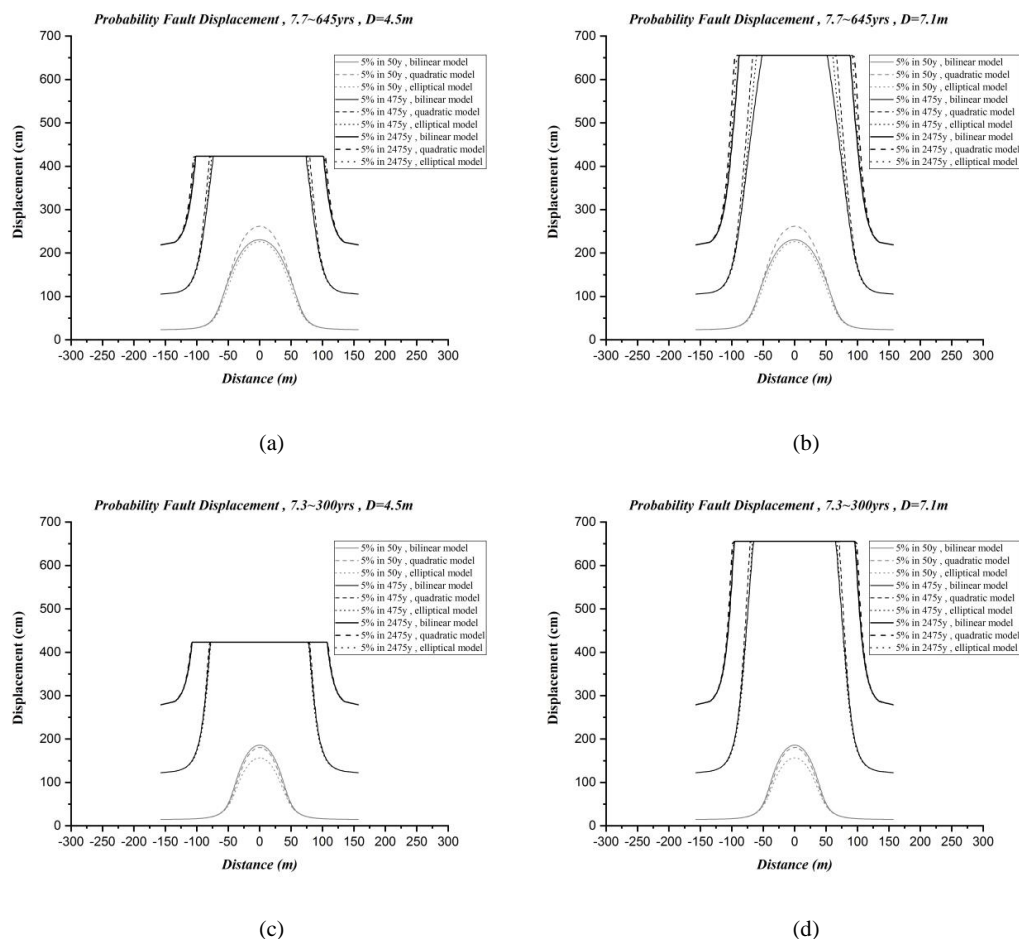 Probability Fault Displacement , 7.7~645yrs , D=4.5m
700
600
500
400
300
200
100
0
Displacement (cm)
5% in 50y , bilinear model
5% in 50y , quadratic model
5% in 50y , elliptical model
5% in 475y , bilinear model
5% in 475y , quadratic model
5% in 475y , elliptical model
5% in 2475y , bilinear model
5% in 2475y , quadratic model
5% in 2475y , elliptical model
-300 -250 -200 -150 -100 -50 0 50 100 150 200 250 300
Distance (m)
(a)
Probability Fault Displacement , 7.7~645yrs , D=7.1m
700
600
500
400
300
200
100
0
Displacement (cm)
5% in 50y , bilinear model
5% in 50y , quadratic model
5% in 50y , elliptical model
5% in 475y , bilinear model
5% in 475y , quadratic model
5% in 475y , elliptical model
5% in 2475y , bilinear model
5% in 2475y , quadratic model
5% in 2475y , elliptical model
-300 -250 -200 -150 -100 -50 0 50 100 150 200 250 300
Distance (m)
(b)
Probability Fault Displacement , 7.3~300yrs , D=4.5m
700
600
500
400
300
200
100
0
Displacement (cm)
5% in 50y , bilinear model
5% in 50y , quadratic model
5% in 50y , elliptical model
5% in 475y , bilinear model
5% in 475y , quadratic model
5% in 475y , elliptical model
5% in 2475y , bilinear model
5% in 2475y , quadratic model
5% in 2475y , elliptical model
-300 -250 -200 -150 -100 -50 0 50 100 150 200 250 300
Distance (m)
(c)
Probability Fault Displacement , 7.3~300yrs , D=7.1m
700
600
500
400
300
200
100
0
Displacement (cm)
5% in 50y , bilinear model
5% in 50y , quadratic model
5% in 50y , elliptical model
5% in 475y , bilinear model
5% in 475y , quadratic model
5% in 475y , elliptical model
5% in 2475y , bilinear model
5% in 2475y , quadratic model
5% in 2475y , elliptical model
-300 -250 -200 -150 -100 -50 0 50 100 150 200 250 300
Distance (m)
(d)